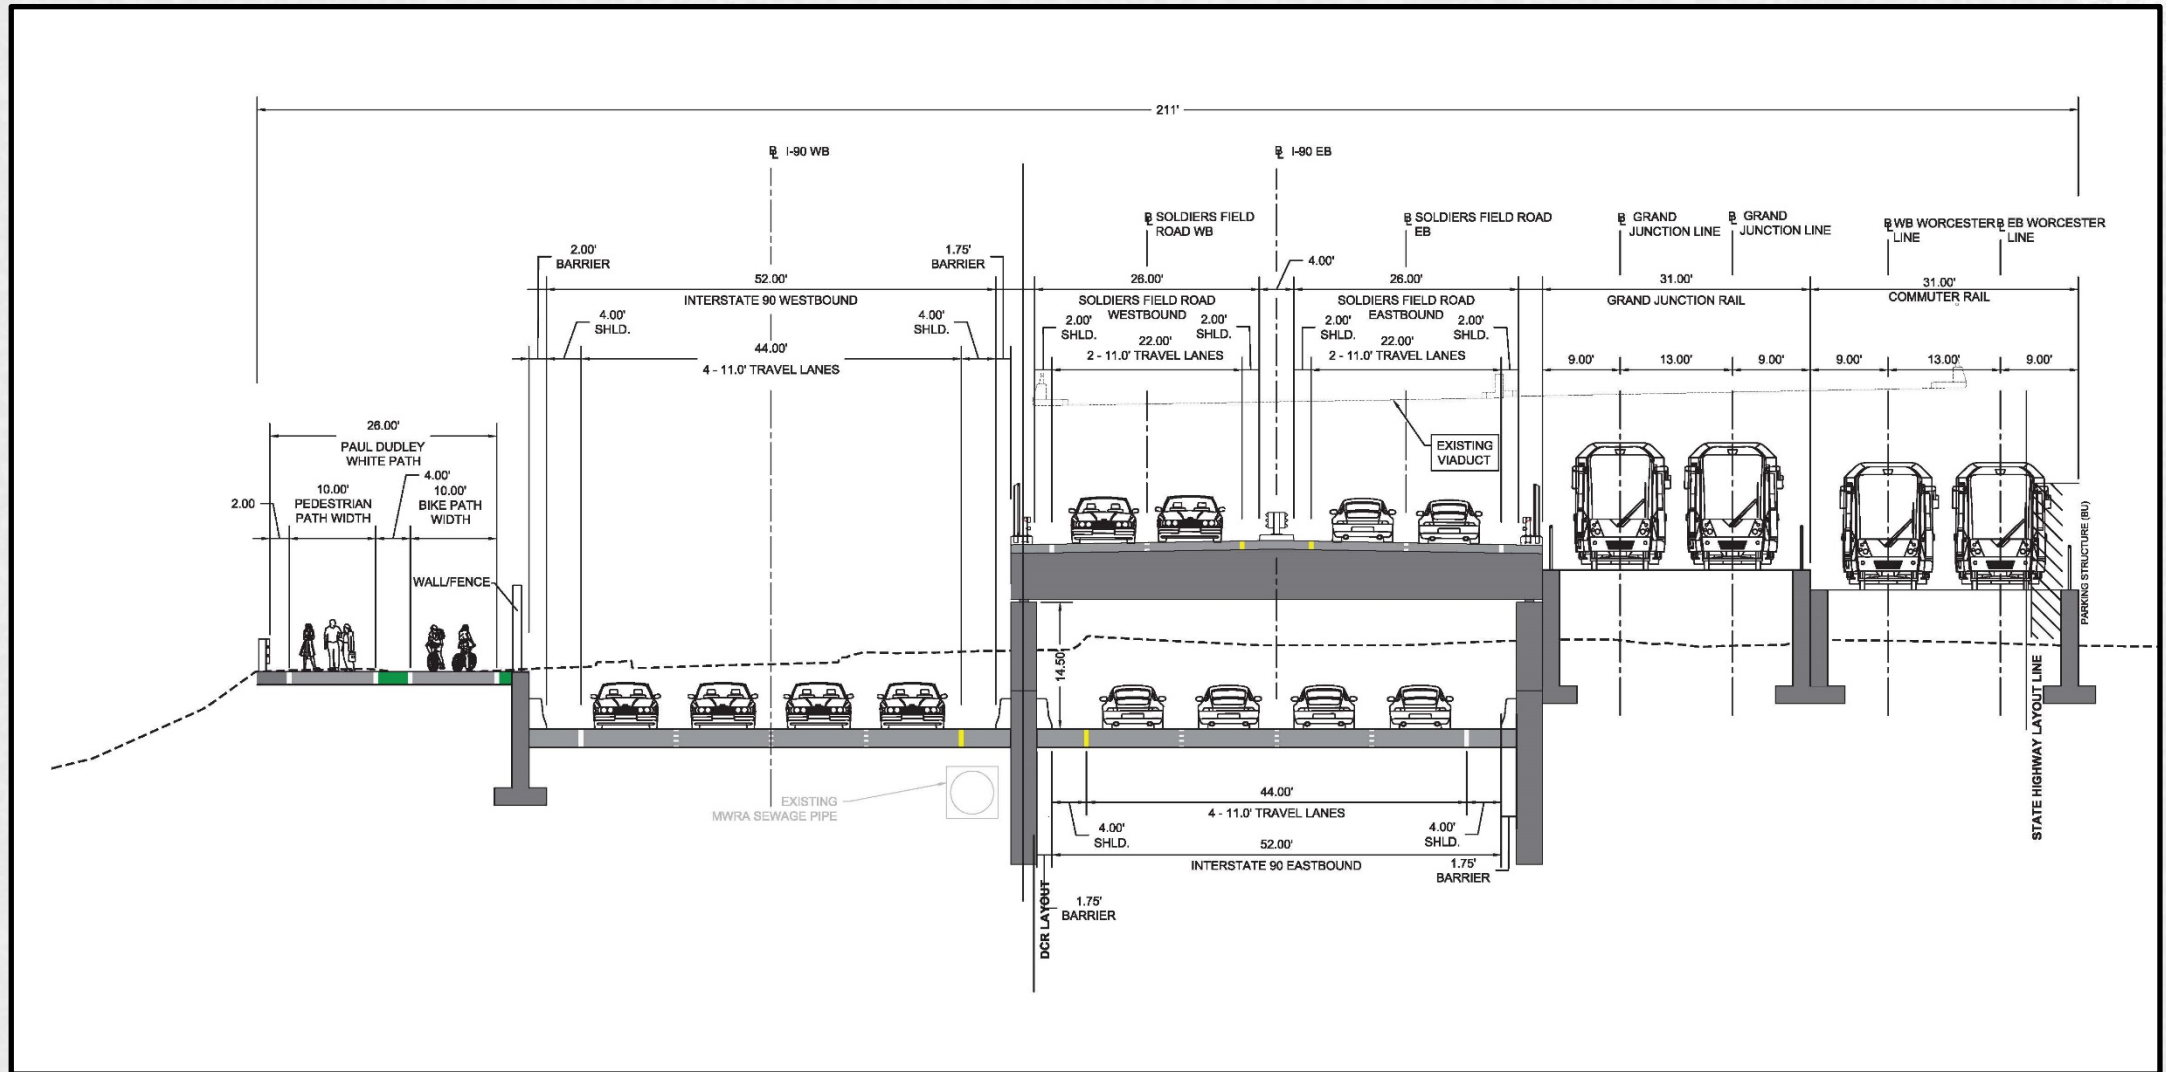 211'
℄ I-90 WB
℄ I-90 EB
℄ SOLDIERS FIELD
ROAD WB
℄ SOLDIERS FIELD ROAD
EB
℄ GRAND
JUNCTION LINE
℄ GRAND
JUNCTION LINE
℄ WB WORCESTER
LINE
℄ EB WORCESTER
LINE
2.00'
BARRIER
1.75'
BARRIER
4.00'
52.00'
INTERSTATE 90 WESTBOUND
26.00'
SOLDIERS FIELD ROAD
WESTBOUND
26.00'
SOLDIERS FIELD ROAD
EASTBOUND
31.00'
GRAND JUNCTION RAIL
31.00'
COMMUTER RAIL
4.00'
SHLD.
4.00'
SHLD.
2.00'
SHLD.
2.00'
SHLD.
2.00'
SHLD.
2.00'
SHLD.
44.00'
4 - 11.0' TRAVEL LANES
22.00'
2 - 11.0' TRAVEL LANES
22.00'
2 - 11.0' TRAVEL LANES
9.00'
13.00'
9.00'
9.00'
13.00'
9.00'
26.00'
PAUL DUDLEY
WHITE PATH
4.00'
2.00
10.00'
PEDESTRIAN
PATH WIDTH
10.00'
BIKE PATH
WIDTH
EXISTING
VIADUCT
WALL/FENCE
14.50
PARKING STRUCTURE (BU)
STATE HIGHWAY LAYOUT LINE
EXISTING
MWRA SEWAGE PIPE
44.00'
4 - 11.0' TRAVEL LANES
4.00'
SHLD.
4.00'
SHLD.
52.00'
INTERSTATE 90 EASTBOUND
1.75'
BARRIER
1.75'
BARRIER
DCR LAYOUT